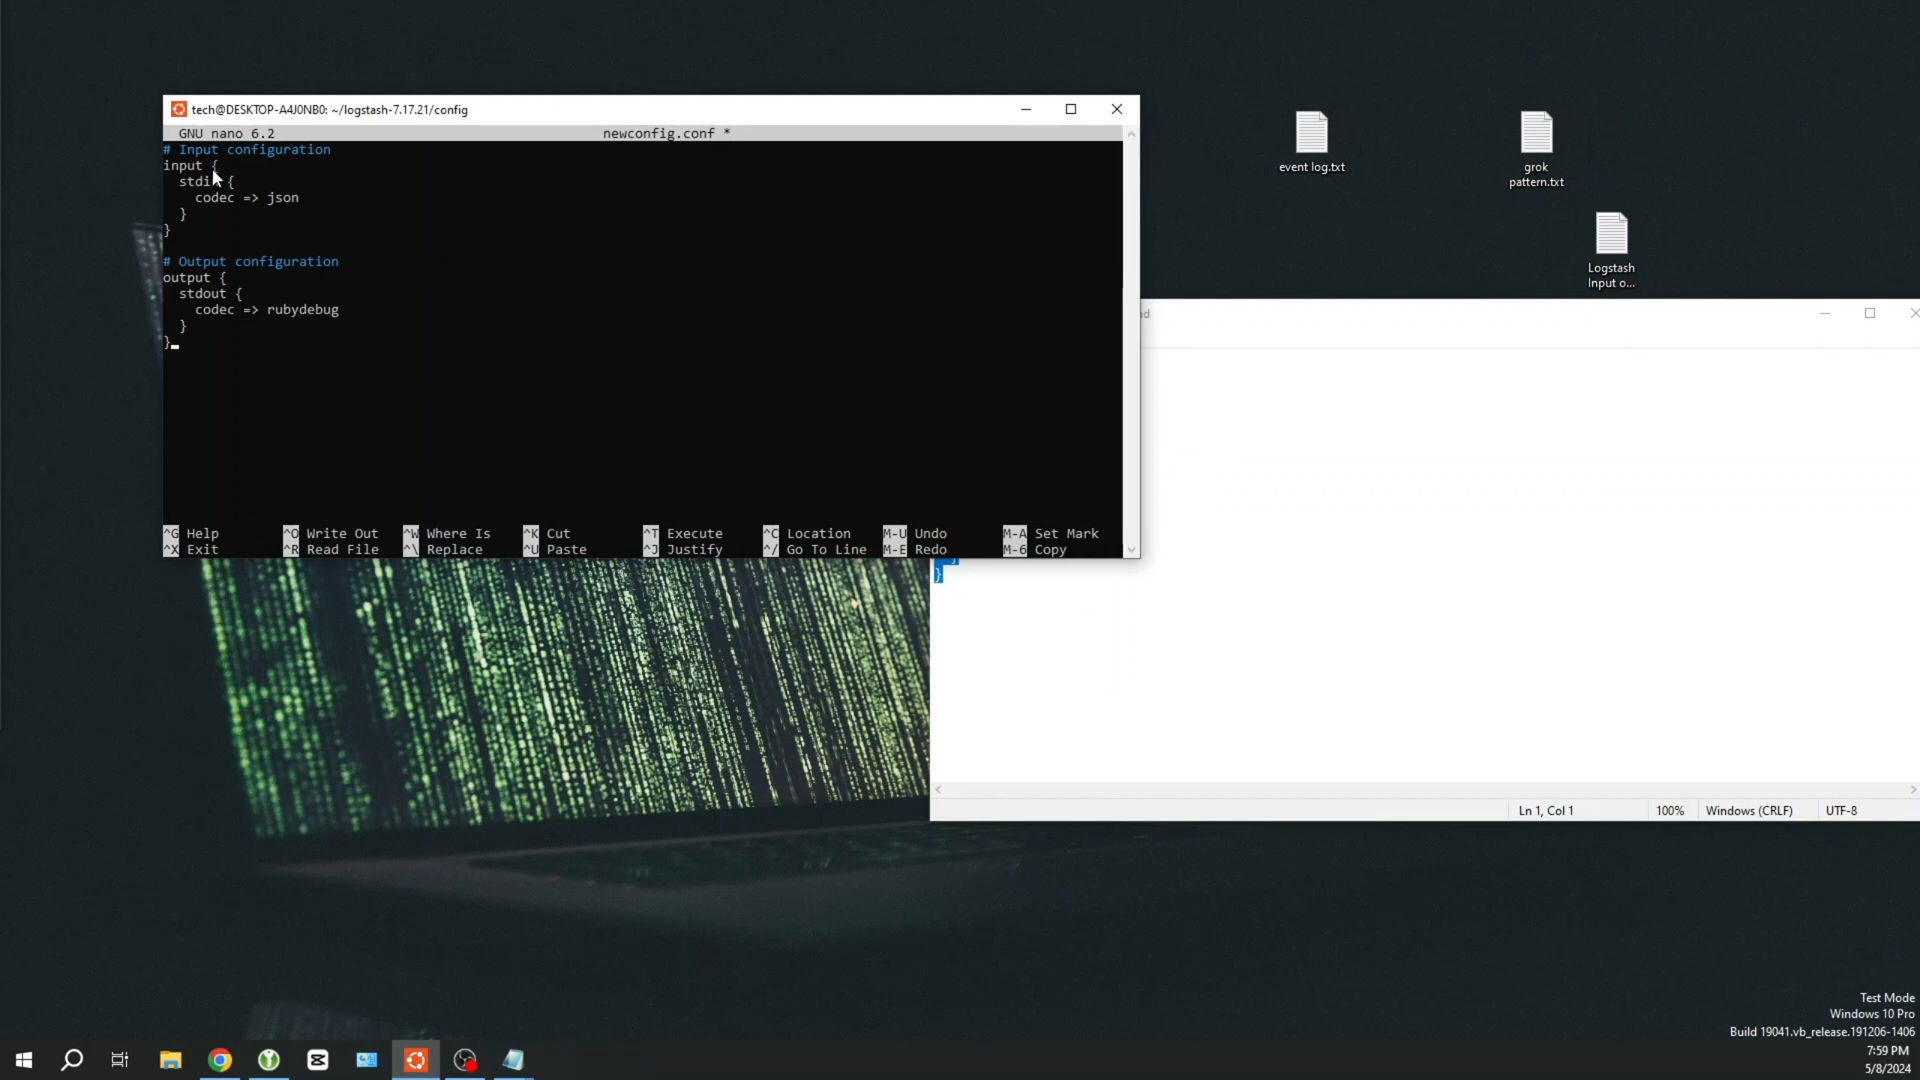 tech@DESKTOP-A4J0NB0: ~/logstash-7.17.21/config
GNU nano 6.2 newconfig.conf *
# Input configuration
input {
stdi {
codec => json
}
}
# Output configuration
output {
stdout {
codec => rubydebug
}
}
^G Help ^O Write Out ^W Where Is ^K Cut ^T Execute ^C Location M-U Undo M-A Set Mark
^X Exit ^R Read File ^\ Replace ^U Paste ^J Justify ^/ Go To Line M-E Redo M-6 Copy
event log.txt
grok
pattern.txt
Logstash
Input o...
}
Ln 1, Col 1 100% Windows (CRLF) UTF-8
Test Mode
Windows 10 Pro
Build 19041.vb_release.191206-1406
7:59 PM
5/8/2024